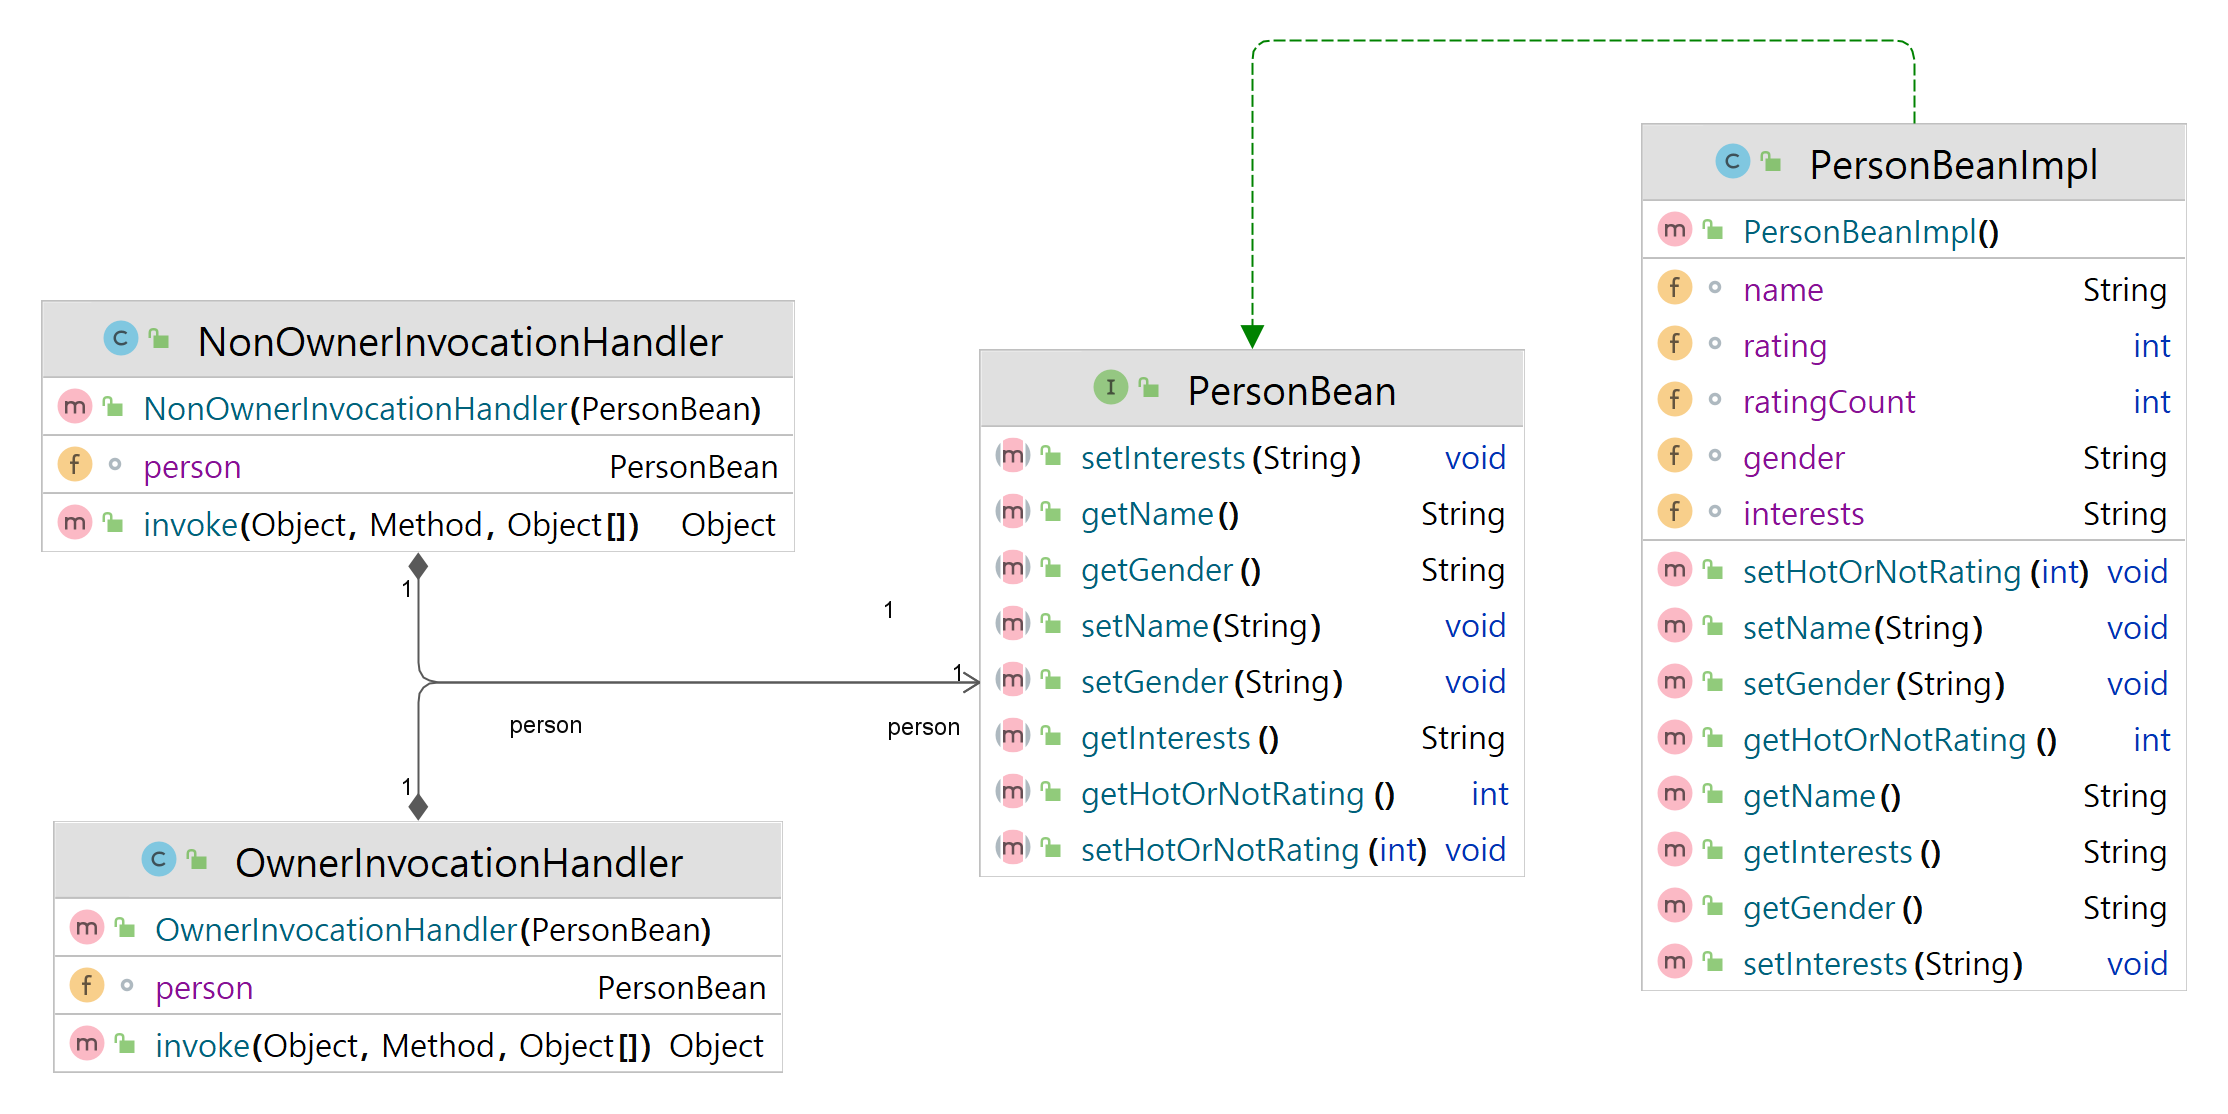 NonOwnerInvocationHandler
NonOwnerInvocationHandler(PersonBean)
person PersonBean
invoke(Object, Method, Object[]) Object
1
1
1
person
person
1
OwnerInvocationHandler
OwnerInvocationHandler(PersonBean)
person PersonBean
invoke(Object, Method, Object[]) Object
PersonBean
setInterests(String) void
getName() String
getGender() String
setName(String) void
setGender(String) void
getInterests() String
getHotOrNotRating() int
setHotOrNotRating(int) void
PersonBeanImpl
PersonBeanImpl()
name String
rating int
ratingCount int
gender String
interests String
setHotOrNotRating(int) void
setName(String) void
setGender(String) void
getHotOrNotRating() int
getName() String
getInterests() String
getGender() String
setInterests(String) void